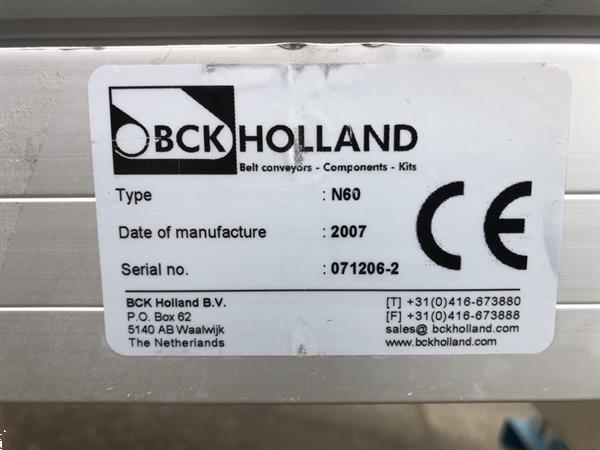 BCK HOLLAND
Belt conveyors - Components - Kits
Type : N60
Date of manufacture : 2007
Serial no. : 071206-2
CE
BCK Holland B.V. [T] +31(0)416-673880
P.O. Box 62 [F] +31(0)416-673888
5140 AB Waalwijk sales@ bckholland.com
The Netherlands www.bckholland.com